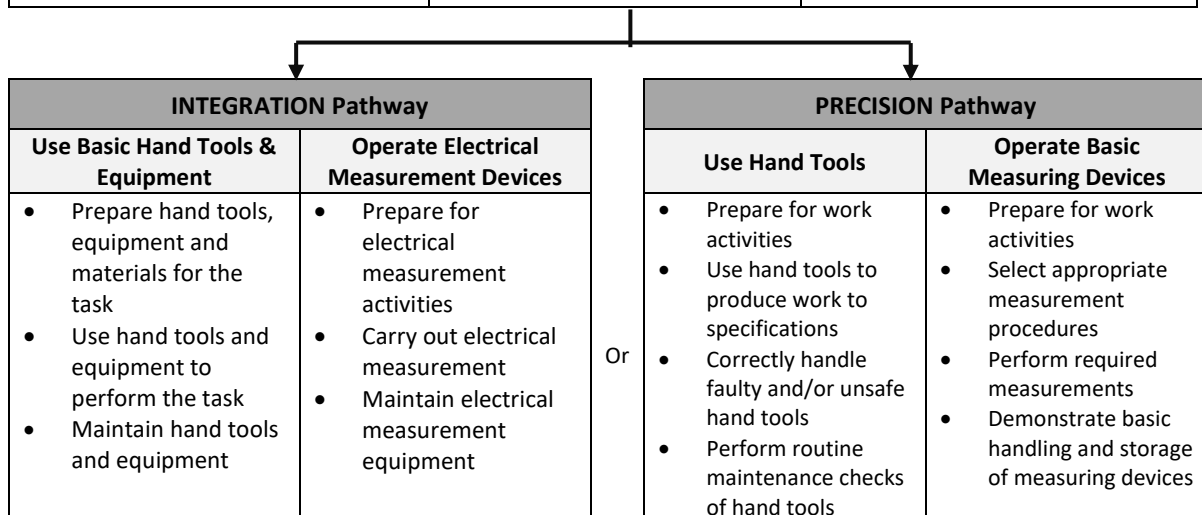 INTEGRATION Pathway
Use Basic Hand Tools &
Equipment
Operate Electrical
Measurement Devices
• Prepare hand tools,
equipment and
materials for the
task
• Use hand tools and
equipment to
perform the task
• Maintain hand tools
and equipment
• Prepare for
electrical
measurement
activities
• Carry out electrical
measurement
• Maintain electrical
measurement
equipment
Or
PRECISION Pathway
Use Hand Tools
Operate Basic
Measuring Devices
• Prepare for work
activities
• Use hand tools to
produce work to
specifications
• Correctly handle
faulty and/or unsafe
hand tools
• Perform routine
maintenance checks
of hand tools
• Prepare for work
activities
• Select appropriate
measurement
procedures
• Perform required
measurements
• Demonstrate basic
handling and storage
of measuring devices